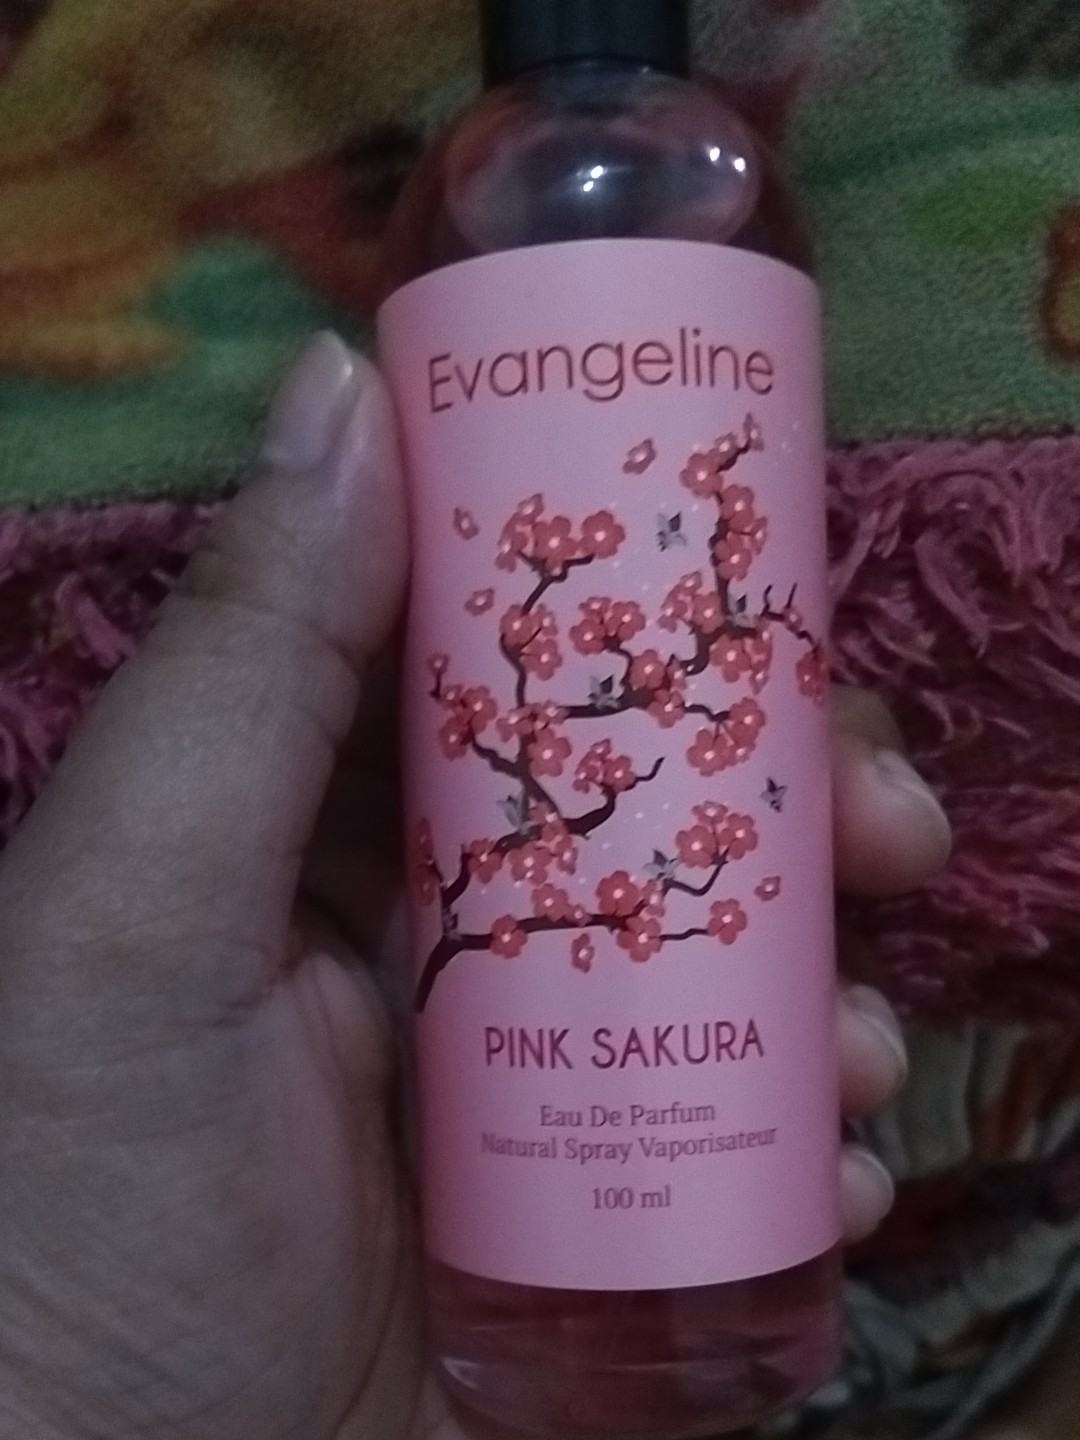 Evangeline
PINK SAKURA
Eau De Parfum
Natural Spray Vaporisateur
100 ml